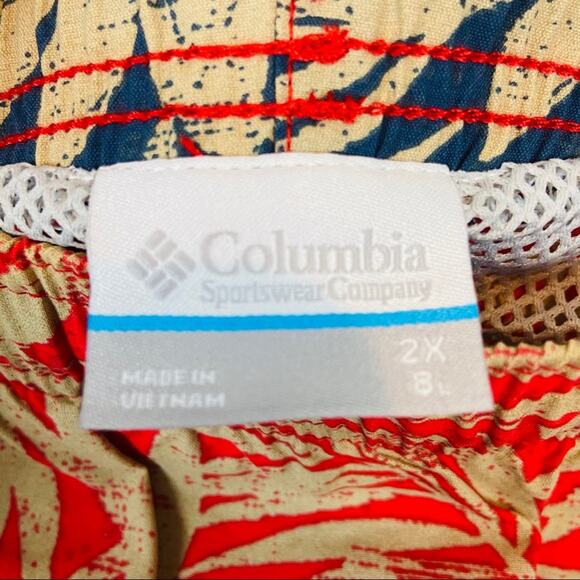 Columbia
Sportswear Company
2X
8L
MADE IN
VIETNAM